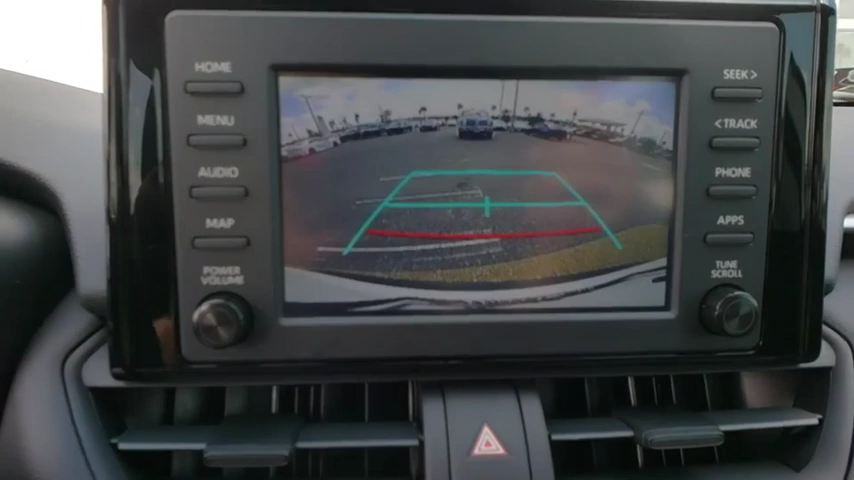 HOME
MENU
AUDIO
MAP
POWER
VOLUME
SEEK >
< TRACK
PHONE
APPS
TUNE
SCROLL